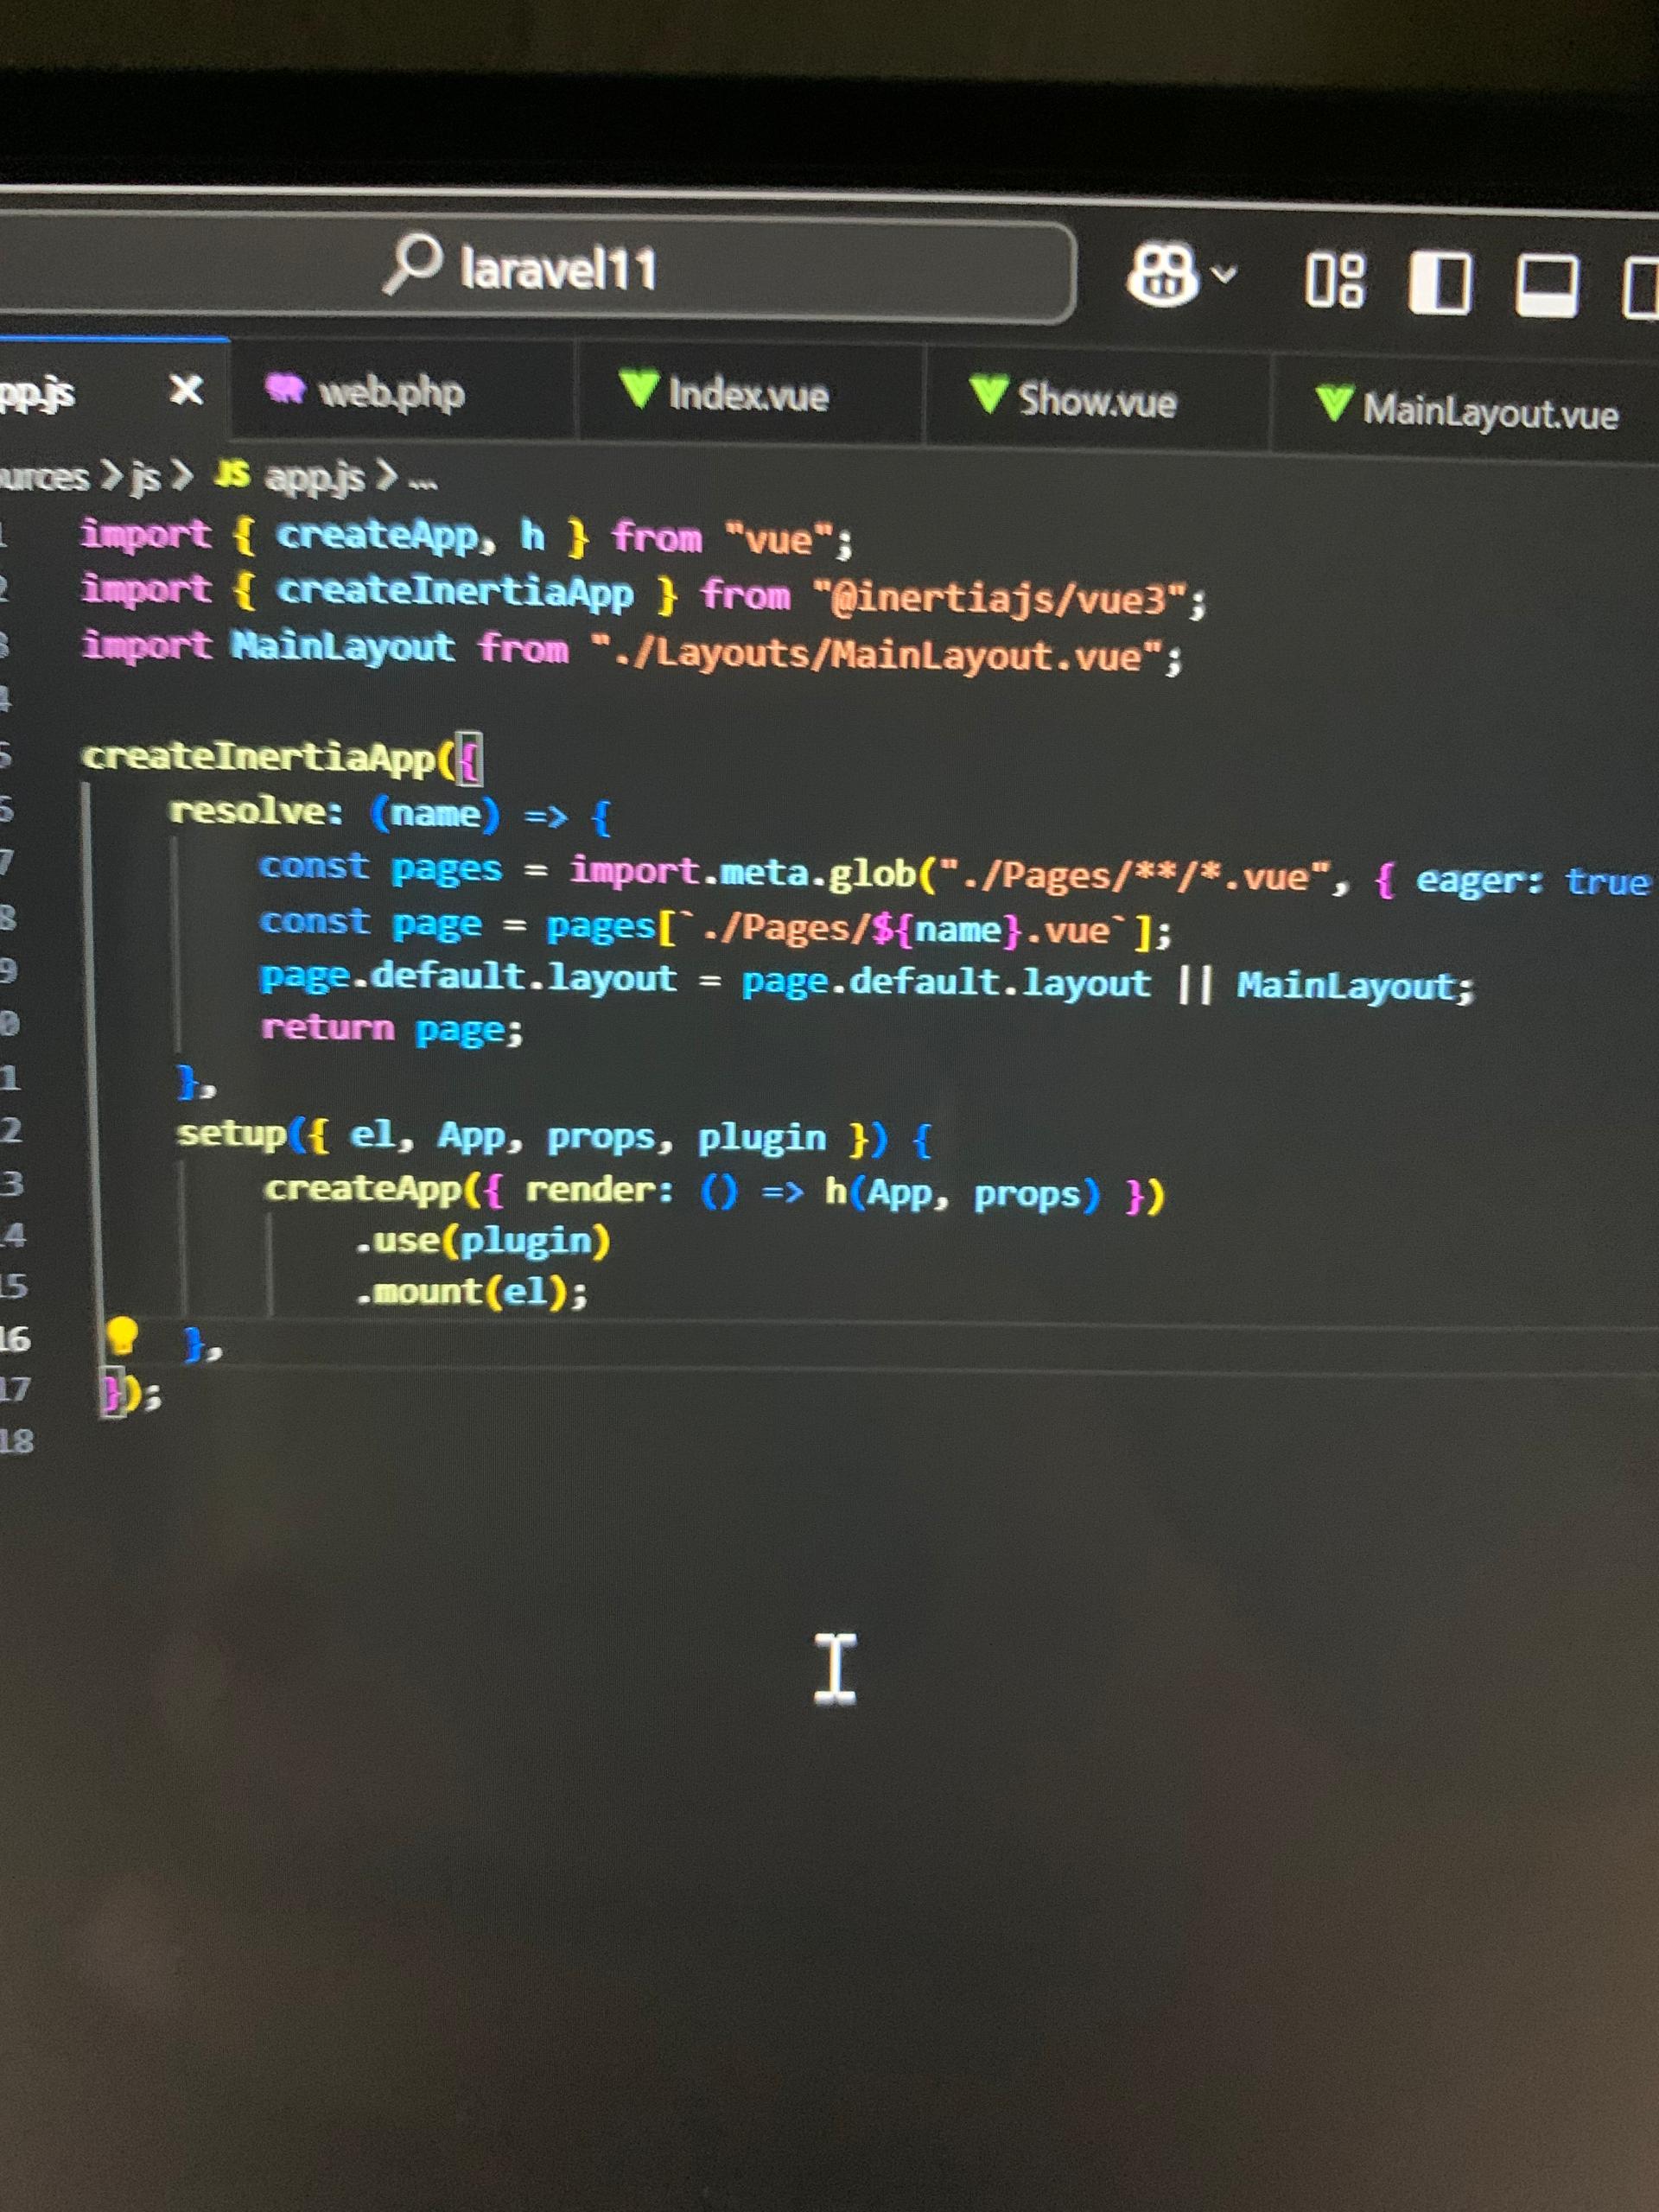 laravel11
pp.js web.php Index.vue Show.vue MainLayout.vue
urces > js > JS app.js > ...
1 import { createApp, h } from "vue";
2 import { createInertiaApp } from "@inertiajs/vue3";
3 import MainLayout from "./Layouts/MainLayout.vue";
4
5 createInertiaApp({
6 resolve: (name) => {
7 const pages = import.meta.glob("./Pages/**/*.vue", { eager: true
8 const page = pages[`./Pages/${name}.vue`];
9 page.default.layout = page.default.layout || MainLayout;
0 return page;
1 },
2 setup({ el, App, props, plugin }) {
3 createApp({ render: () => h(App, props) })
14 .use(plugin)
15 .mount(el);
16 },
17 });
18